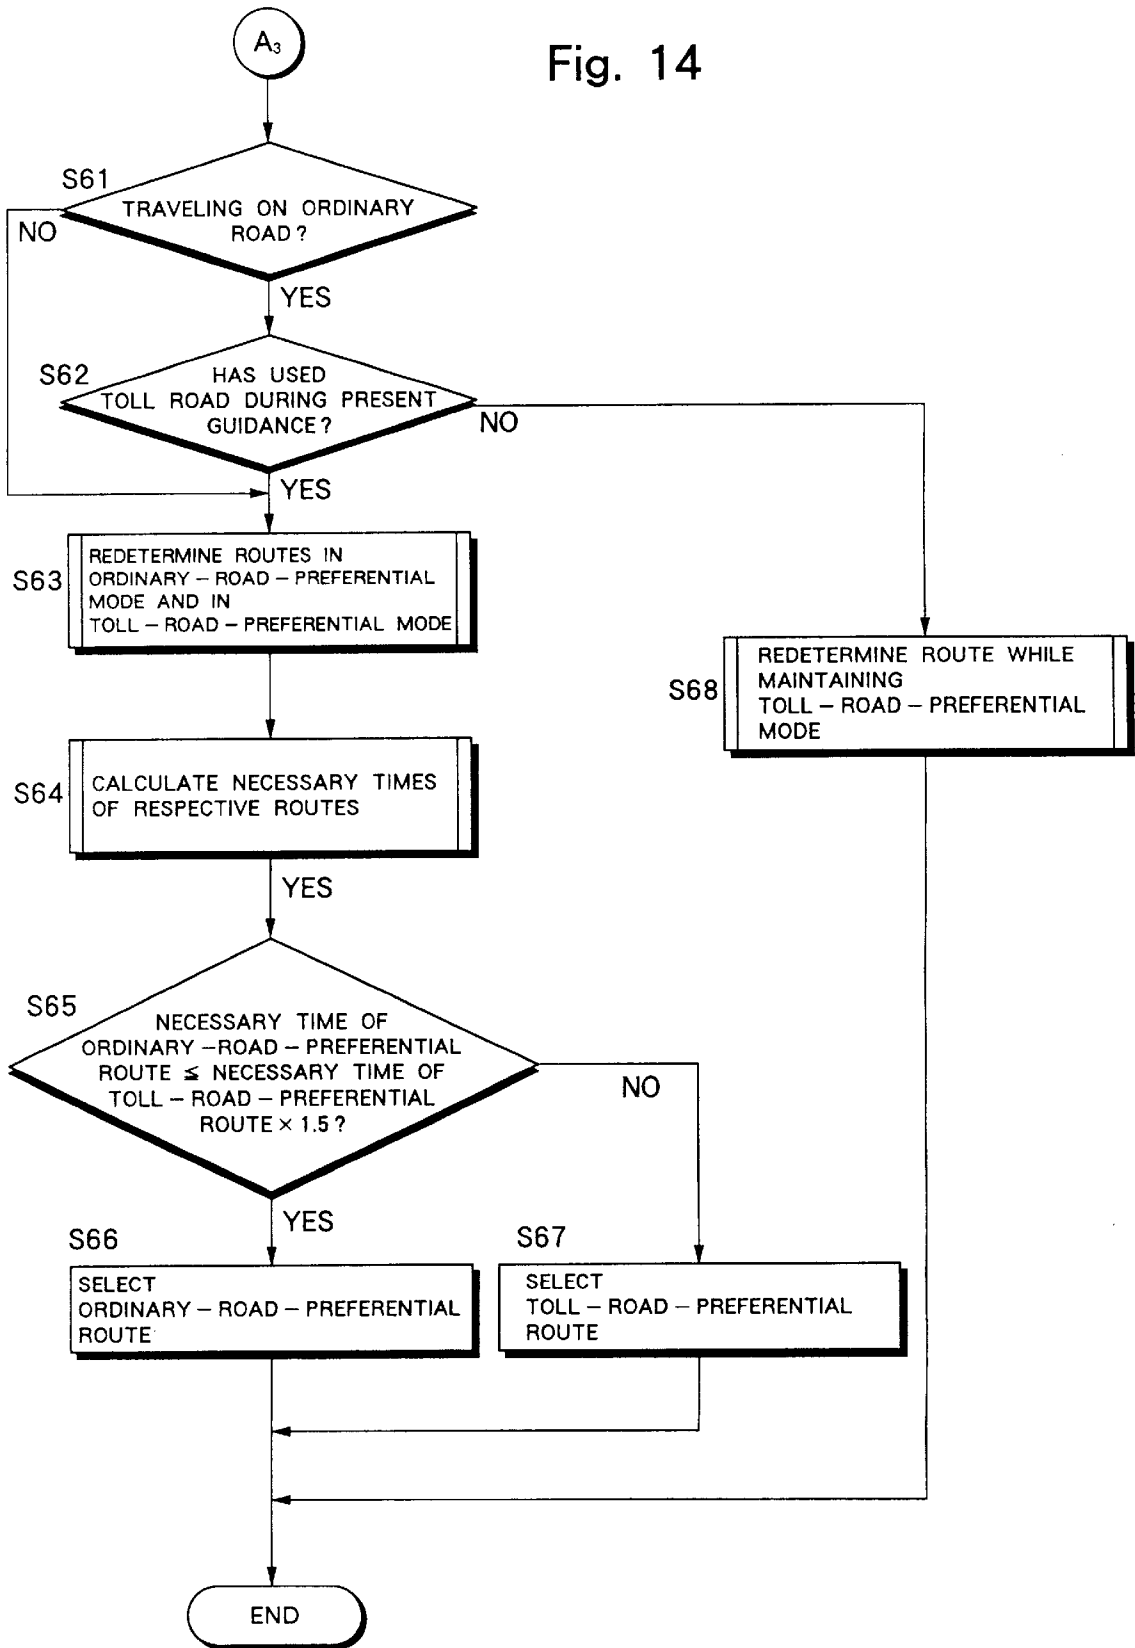 A₃
Fig. 14
S61
TRAVELING ON ORDINARY
ROAD?
NO
YES
S62
HAS USED
TOLL ROAD DURING PRESENT
GUIDANCE?
NO
YES
S63
REDETERMINE ROUTES IN
ORDINARY-ROAD-PREFERENTIAL
MODE AND IN
TOLL-ROAD-PREFERENTIAL MODE
S68
REDETERMINE ROUTE WHILE
MAINTAINING
TOLL-ROAD-PREFERENTIAL
MODE
S64
CALCULATE NECESSARY TIMES
OF RESPECTIVE ROUTES
YES
S65
NECESSARY TIME OF
ORDINARY-ROAD-PREFERENTIAL
ROUTE ≦ NECESSARY TIME OF
TOLL-ROAD-PREFERENTIAL
ROUTE × 1.5?
NO
YES
S66
SELECT
ORDINARY-ROAD-PREFERENTIAL
ROUTE
S67
SELECT
TOLL-ROAD-PREFERENTIAL
ROUTE
END